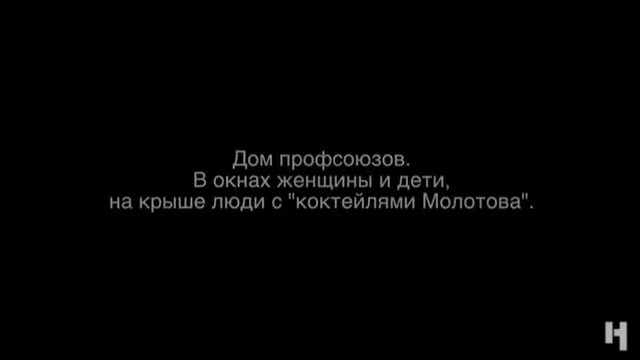 Дом профсоюзов.
В окнах женщины и дети,
на крыше люди с "коктейлями Молотова".